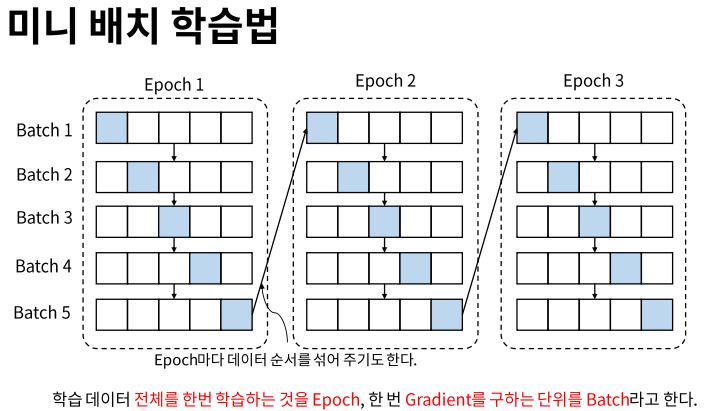 미니 배치 학습법
Epoch 1
Epoch 2
Epoch 3
Batch 1
Batch 2
Batch 3
Batch 4
Batch 5
Epoch마다 데이터 순서를 섞어 주기도 한다.
학습 데이터 전체를 한번 학습하는 것을 Epoch, 한 번 Gradient를 구하는 단위를 Batch라고 한다.